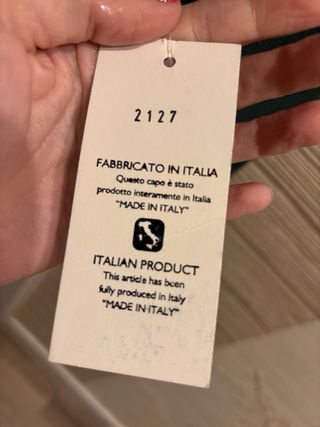 2127
FABBRICATO IN ITALIA
Questo capo è stato
prodotto interamente in Italia
"MADE IN ITALY"
ITALIAN PRODUCT
This article has been
fully produced in Italy
"MADE IN ITALY"